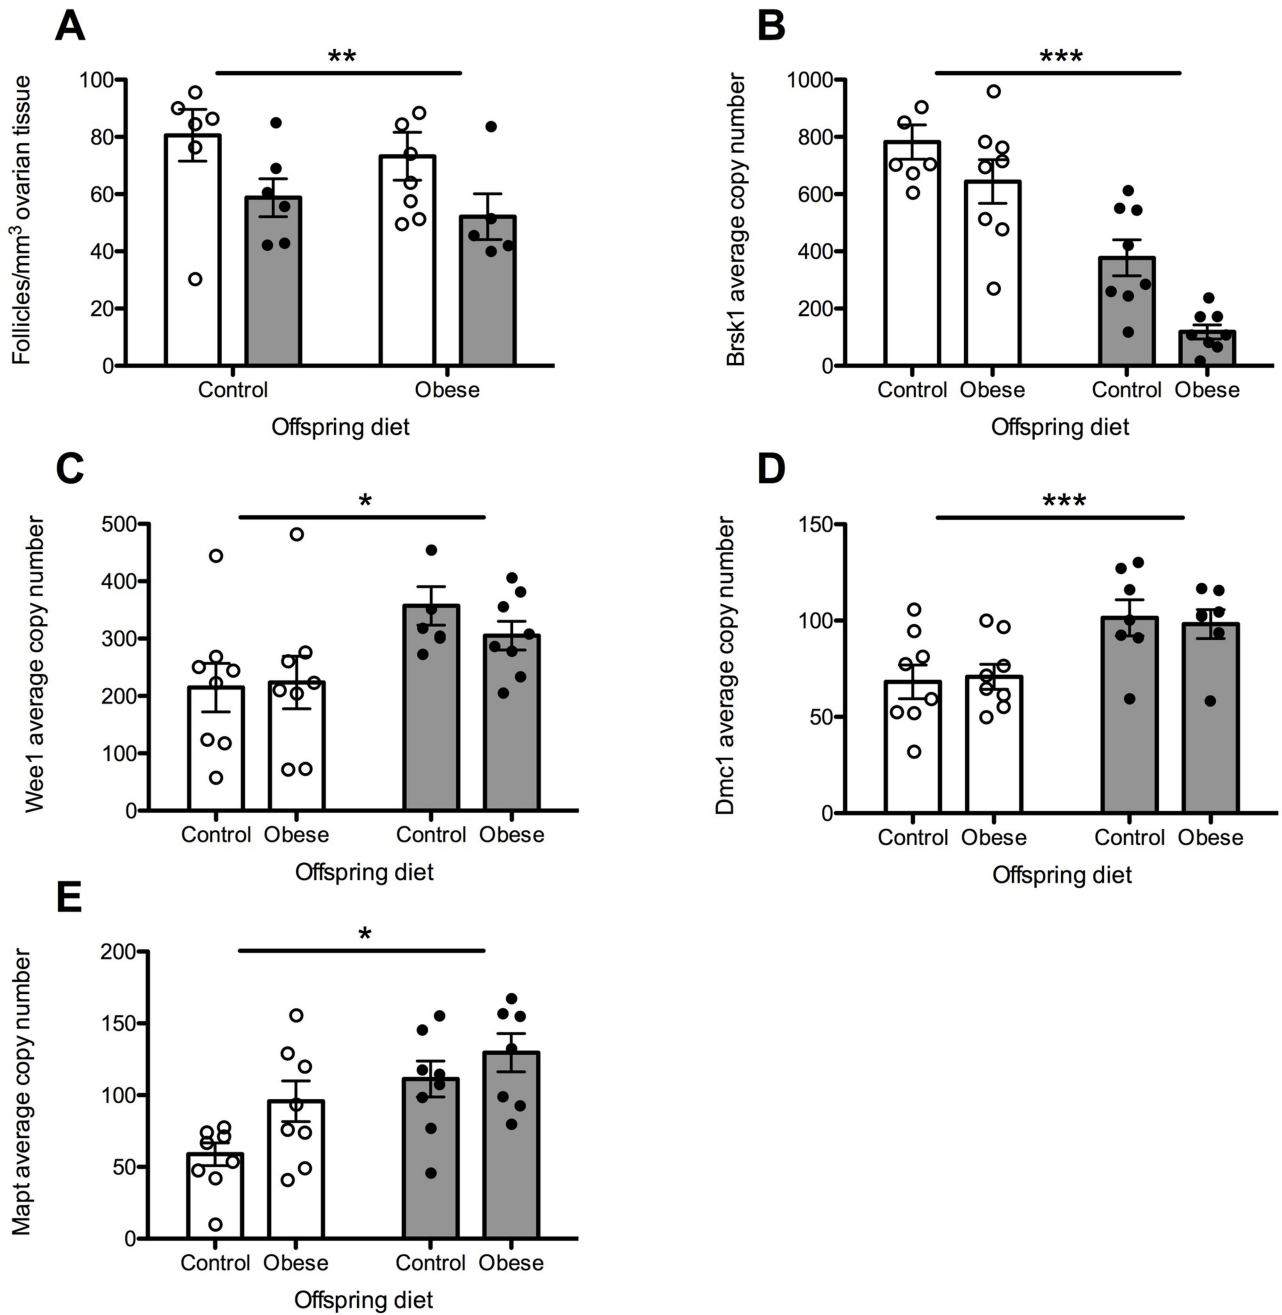 A
**
Follicles/mm³ ovarian tissue
100
80
60
40
20
0
Control
Obese
Offspring diet
B
***
Brsk1 average copy number
1000
800
600
400
200
0
Control
Obese
Control
Obese
Offspring diet
C
*
Wee1 average copy number
500
400
300
200
100
0
Control
Obese
Control
Obese
Offspring diet
D
***
Dmc1 average copy number
150
100
50
0
Control
Obese
Control
Obese
Offspring diet
E
*
Mapt average copy number
200
150
100
50
0
Control
Obese
Control
Obese
Offspring diet